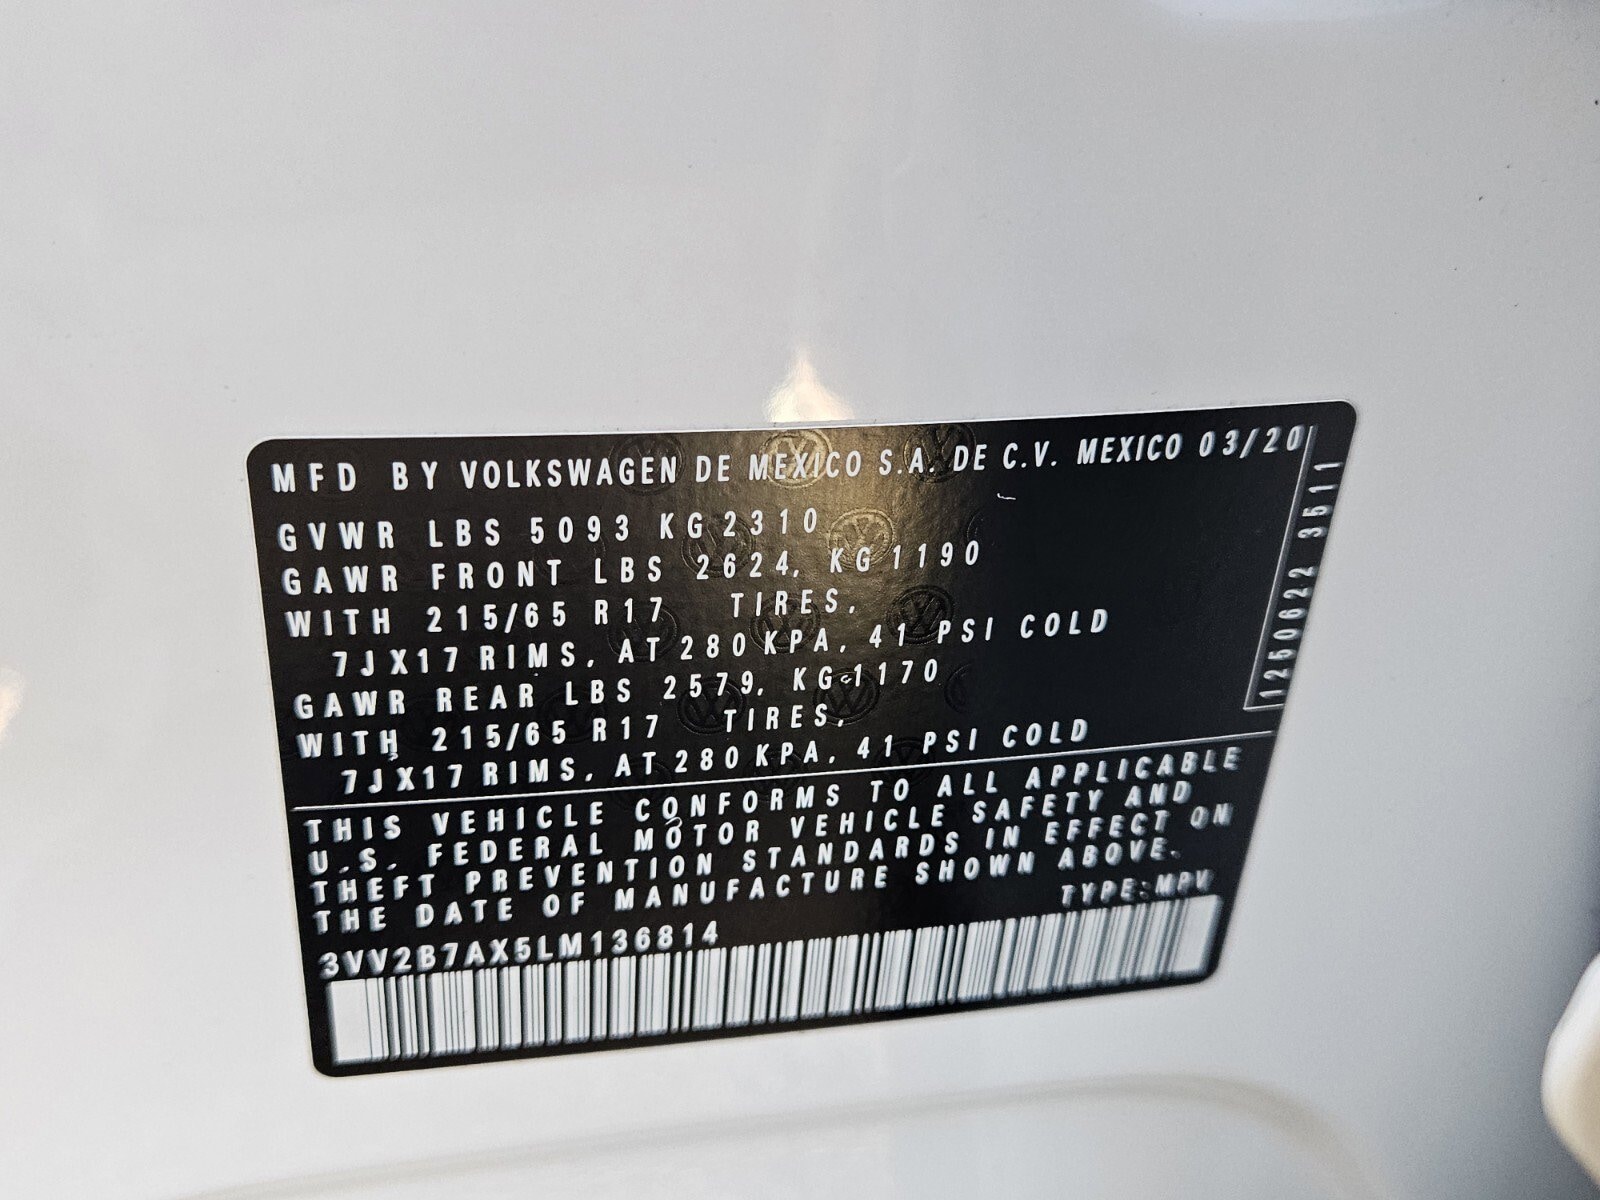 MFD BY VOLKSWAGEN DE MEXICO S.A. DE C.V. MEXICO 03/20
GVWR LBS 5093 KG 2310
GAWR FRONT LBS 2624, KG 1190
WITH 215/65 R17 TIRES,
7JX17 RIMS, AT 280 KPA, 41 PSI COLD
GAWR REAR LBS 2579, KG 1170
WITH 215/65 R17 TIRES,
7JX17 RIMS, AT 280 KPA, 41 PSI COLD
1250622 3511
THIS VEHICLE CONFORMS TO ALL APPLICABLE
U.S. FEDERAL MOTOR VEHICLE SAFETY AND
THEFT PREVENTION STANDARDS IN EFFECT ON
THE DATE OF MANUFACTURE SHOWN ABOVE.
TYPE: MPV
3VV2B7AX5LM136814